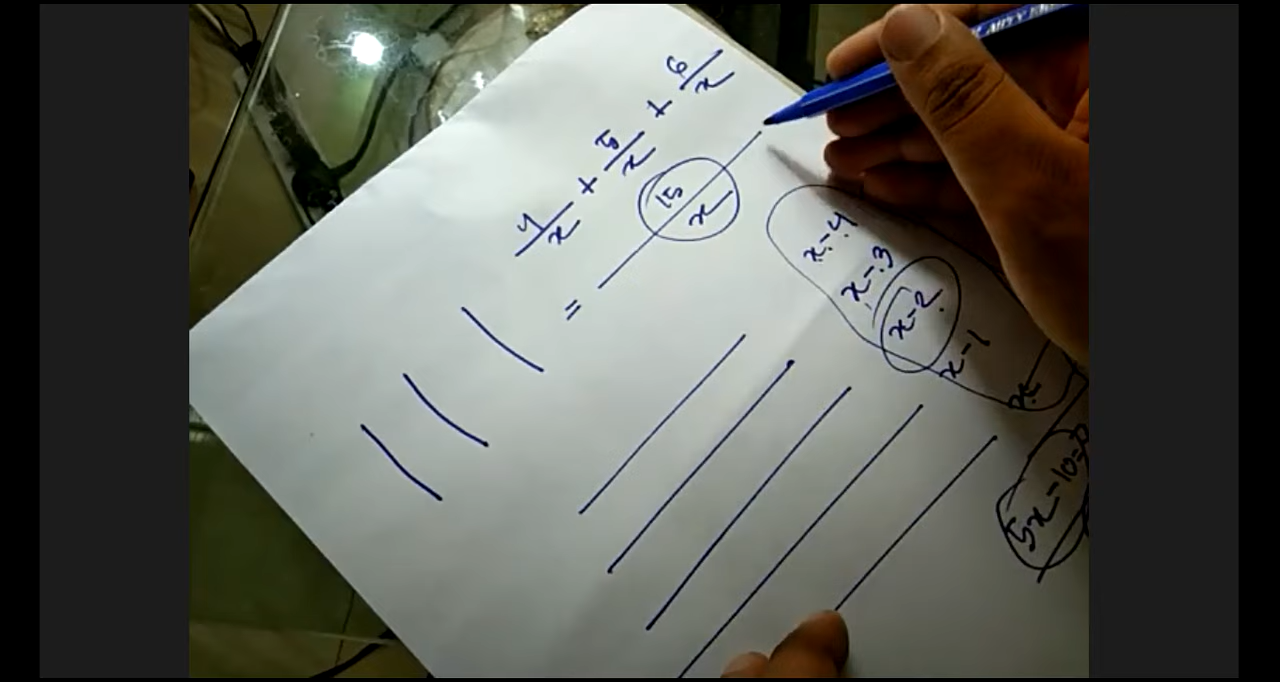 4/x + 5/x + 6/x
= 15/x
x-4
x-3
x-2
x-1
x
5x-10=